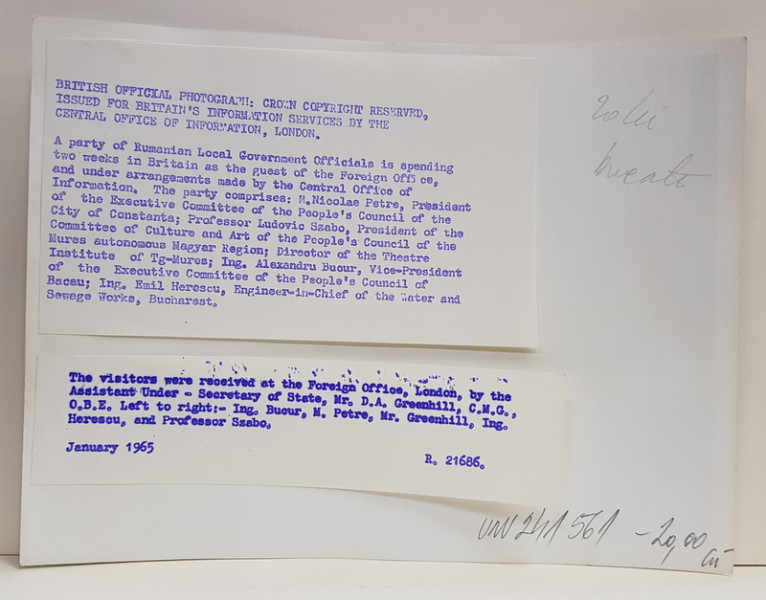 BRITISH OFFICIAL PHOTOGRAPH: CROWN COPYRIGHT RESERVED,
ISSUED FOR BRITAIN'S INFORMATION SERVICES BY THE
CENTRAL OFFICE OF INFORMATION, LONDON.
A party of Rumanian Local Government Officials is spending
two weeks in Britain as the guest of the Foreign Office,
and under arrangements made by the Central Office of
Information. The party comprises: M.Nicolae Petre, President
of the Executive Committee of the People's Council of the
City of Constanta; Professor Ludovic Szabo, President of the
Committee of Culture and Art of the People's Council of the
Mures autonomous Magyar Region; Director of the Theatre
Institute of Tg-Mures; Ing. Alexandru Bucur, Vice-President
of the Executive Committee of the People's Council of
Bacau; Ing. Emil Herescu, Engineer-in-Chief of the Water and
Sewage Works, Bucharest.
The visitors were received at the Foreign Office, London, by the
Assistant Under - Secretary of State, Mr. D.A. Greenhill, C.M.G.,
O.B.E. Left to right:- Ing. Bucur, M. Petre, Mr. Greenhill, Ing.
Herescu, and Professor Szabo.
January 1965
R. 21686.
20 lei
241561 -20,00